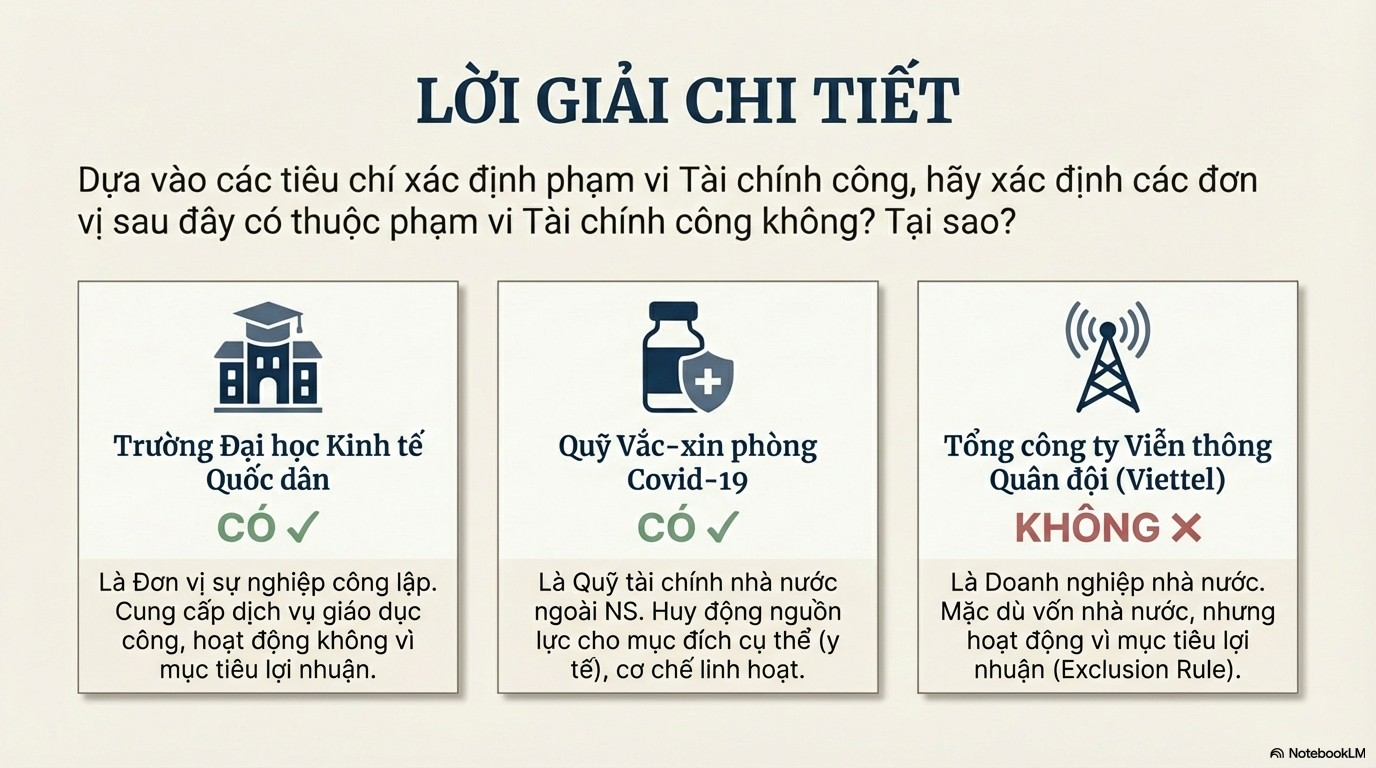 LỜI GIẢI CHI TIẾT
Dựa vào các tiêu chí xác định phạm vi Tài chính công, hãy xác định các đơn
vị sau đây có thuộc phạm vi Tài chính công không? Tại sao?
Trường Đại học Kinh tế
Quốc dân
CÓ ✓
Là Đơn vị sự nghiệp công lập.
Cung cấp dịch vụ giáo dục
công, hoạt động không vì
mục tiêu lợi nhuận.
Quỹ Vắc-xin phòng
Covid-19
CÓ ✓
Là Quỹ tài chính nhà nước
ngoài NS. Huy động nguồn
lực cho mục đích cụ thể (y
tế), cơ chế linh hoạt.
Tổng công ty Viễn thông
Quân đội (Viettel)
KHÔNG ✕
Là Doanh nghiệp nhà nước.
Mặc dù vốn nhà nước, nhưng
hoạt động vì mục tiêu lợi
nhuận (Exclusion Rule).
NotebookLM